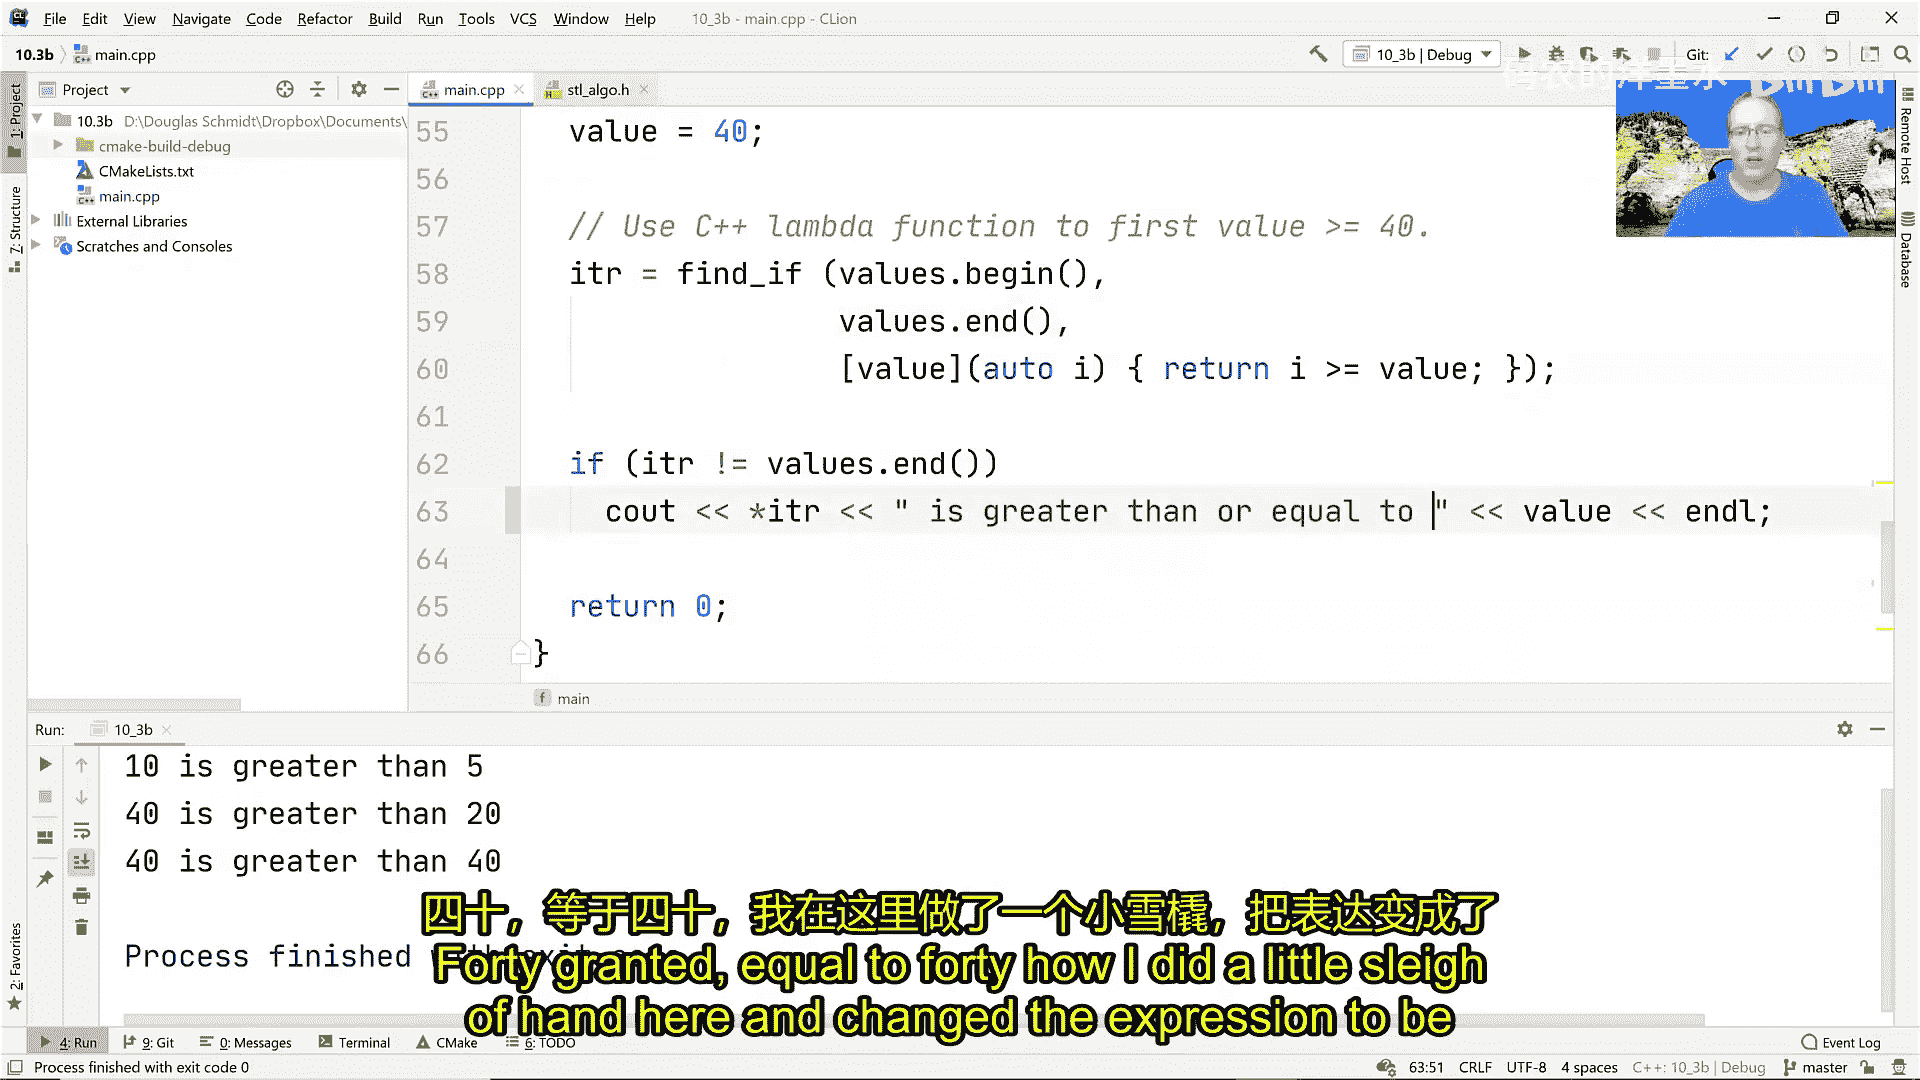 File Edit View Navigate Code Refactor Build Run Tools VCS Window Help 10_3b - main.cpp - CLion
10.3b main.cpp 10_3b | Debug Git:
Project main.cpp stl_algo.h
10.3b D:\Douglas Schmidt\Dropbox\Documents\
cmake-build-debug
CMakeLists.txt
main.cpp
External Libraries
Scratches and Consoles
1: Project
7: Structure
2: Favorites
Remote Host
Database
55 value = 40;
56
57 // Use C++ lambda function to first value >= 40.
58 itr = find_if (values.begin(),
59 values.end(),
60 [value](auto i) { return i >= value; });
61
62 if (itr != values.end())
63 cout << *itr << " is greater than or equal to " << value << endl;
64
65 return 0;
66 }
main
Run: 10_3b
10 is greater than 5
40 is greater than 20
40 is greater than 40
Process finished
四十，等于四十，我在这里做了一个小雪橇，把表达变成了
Forty granted, equal to forty how I did a little sleigh
of hand here and changed the expression to be
4: Run 9: Git 0: Messages Terminal CMake 6: TODO Event Log
Process finished with exit code 0 63:51 CRLF UTF-8 4 spaces C++: 10_3b | Debug master